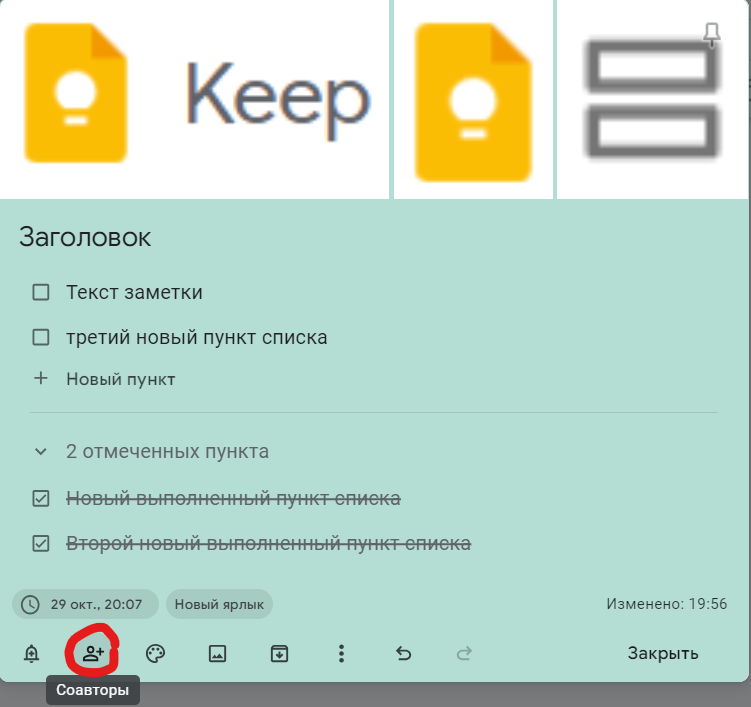 Keep
Заголовок
Текст заметки
третий новый пункт списка
Новый пункт
2 отмеченных пункта
Новый выполненный пункт списка
Второй новый выполненный пункт списка
29 окт., 20:07 Новый ярлык Изменено: 19:56
Закрыть
Соавторы